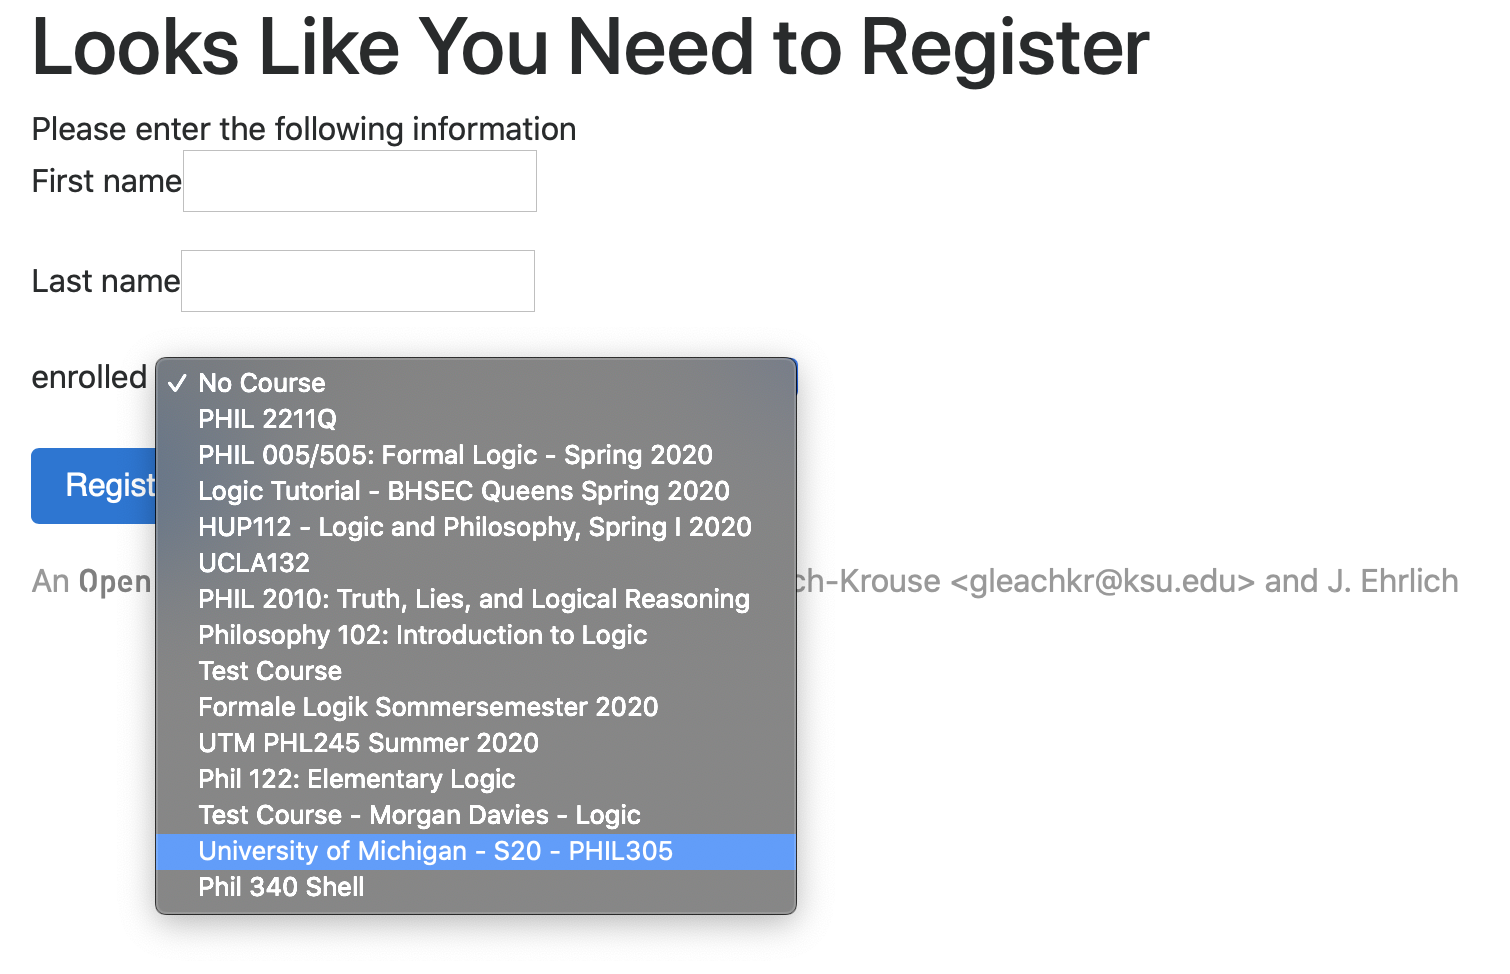 Looks Like You Need to Register
Please enter the following information
First name
Last name
enrolled
✓ No Course
PHIL 2211Q
PHIL 005/505: Formal Logic - Spring 2020
Logic Tutorial - BHSEC Queens Spring 2020
HUP112 - Logic and Philosophy, Spring I 2020
UCLA132
PHIL 2010: Truth, Lies, and Logical Reasoning
Philosophy 102: Introduction to Logic
Test Course
Formale Logik Sommersemester 2020
UTM PHL245 Summer 2020
Phil 122: Elementary Logic
Test Course - Morgan Davies - Logic
University of Michigan - S20 - PHIL305
Phil 340 Shell
Regist
An Open ch-Krouse <gleachkr@ksu.edu> and J. Ehrlich